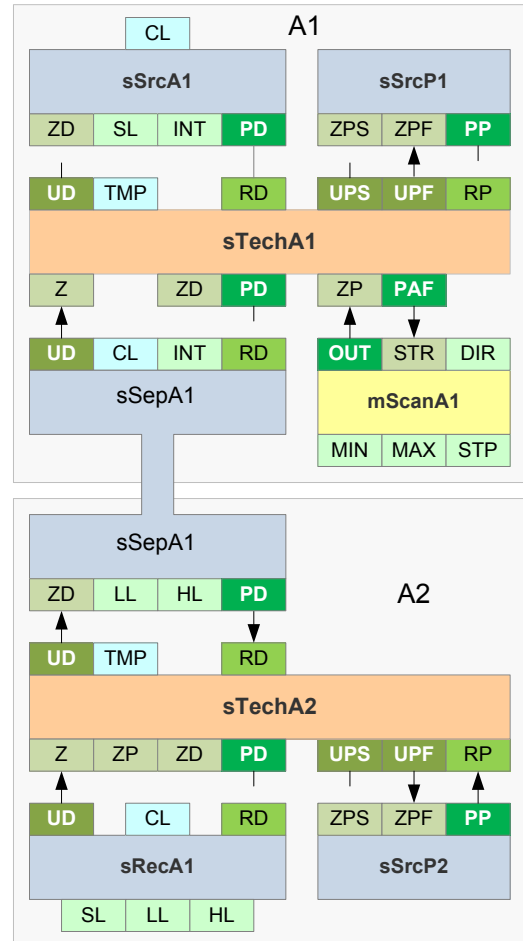 CL
A1
sSrcA1
sSrcP1
ZD SL INT PD
ZPS ZPF PP
UD TMP RD
UPS UPF RP
sTechA1
Z ZD PD
ZP PAF
UD CL INT RD
OUT STR DIR
sSepA1
mScanA1
MIN MAX STP
sSepA1
A2
ZD LL HL PD
UD TMP RD
sTechA2
Z ZP ZD PD
UPS UPF RP
UD CL RD
ZPS ZPF PP
sRecA1
sSrcP2
SL LL HL